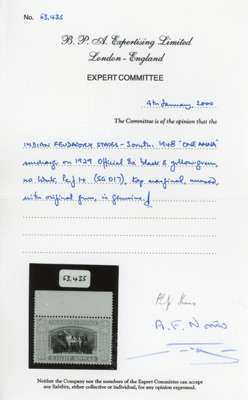 No. 63,435
B. P. A. Expertising Limited
London - England
EXPERT COMMITTEE
4th January, 2000
The Committee is of the opinion that the
INDIAN FEUDATORY STATES - Soruth 1948 "ONE ANNA"
surcharge on 1929 Official black & yellow-green,
no wmk, Perf 14 (SG O17), top marginal, unused,
with original gum, is genuine.
63,435
A. F. Norris
Neither the Company nor the members of the Expert Committee can accept
any liability, either collective or individual, for any opinion expressed.